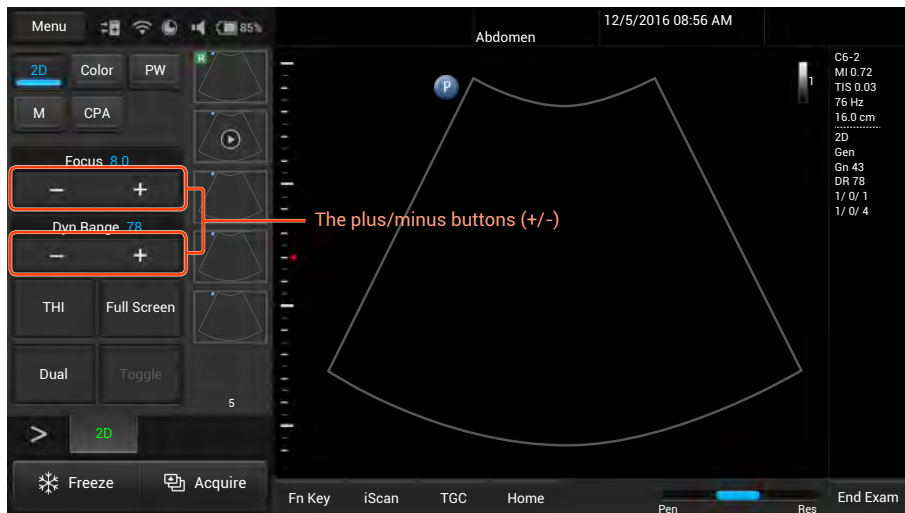 Menu
85%
Abdomen
12/5/2016 08:56 AM
2D
Color
PW
M
CPA
R
P
1
C6-2
MI 0.72
TIS 0.03
76 Hz
16.0 cm
2D
Gen
Gn 43
DR 78
1/ 0/ 1
1/ 0/ 4
Focus 8.0
− +
The plus/minus buttons (+/-)
Dyn Range 78
− +
THI
Full Screen
Dual
Toggle
5
>
2D
Freeze
Acquire
Fn Key
iScan
TGC
Home
Pen
Res
End Exam